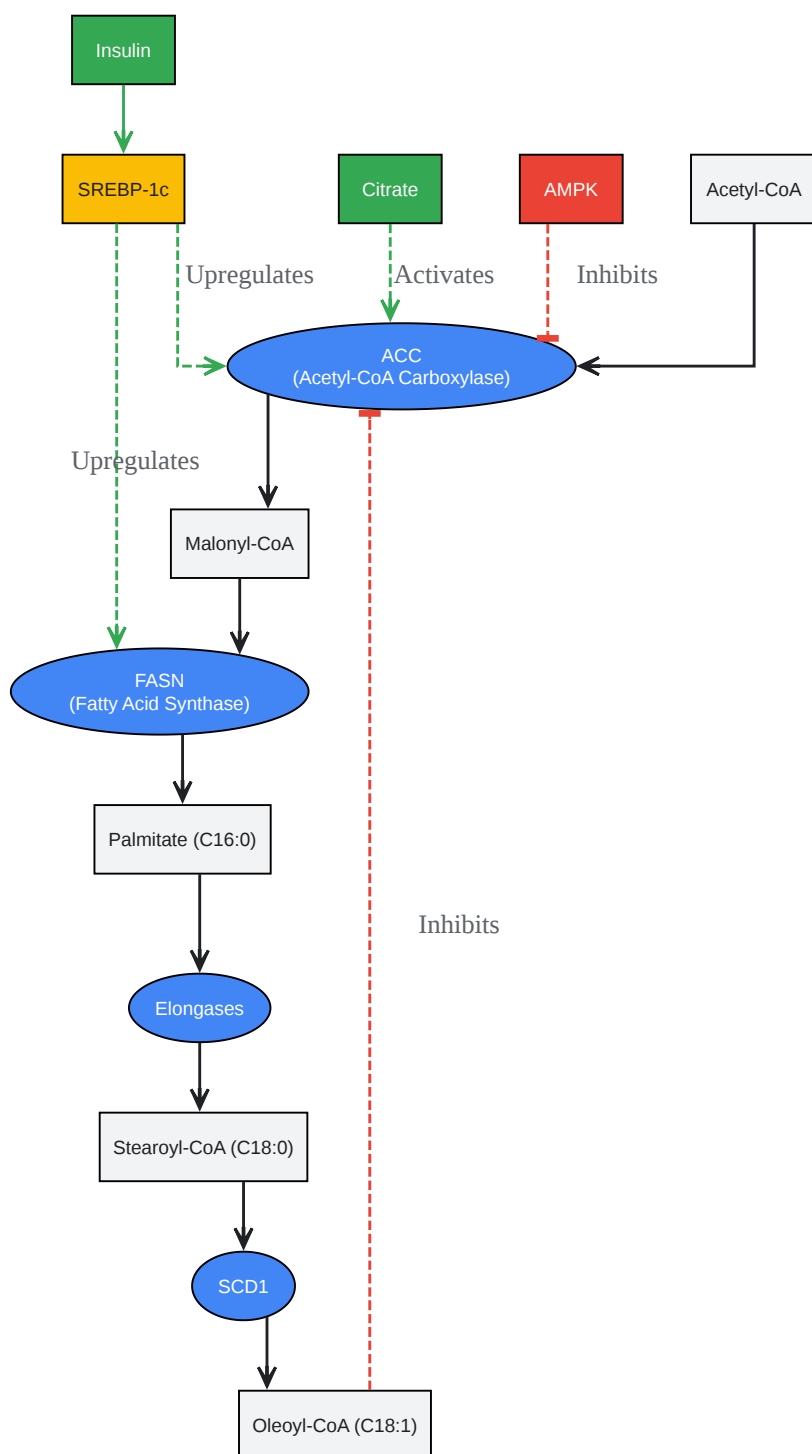 Insulin
SREBP-1c
Citrate
AMPK
Acetyl-CoA
Upregulates
Activates
Inhibits
ACC
(Acetyl-CoA Carboxylase)
Upregulates
Malonyl-CoA
FASN
(Fatty Acid Synthase)
Palmitate (C16:0)
Inhibits
Elongases
Stearoyl-CoA (C18:0)
SCD1
Oleoyl-CoA (C18:1)